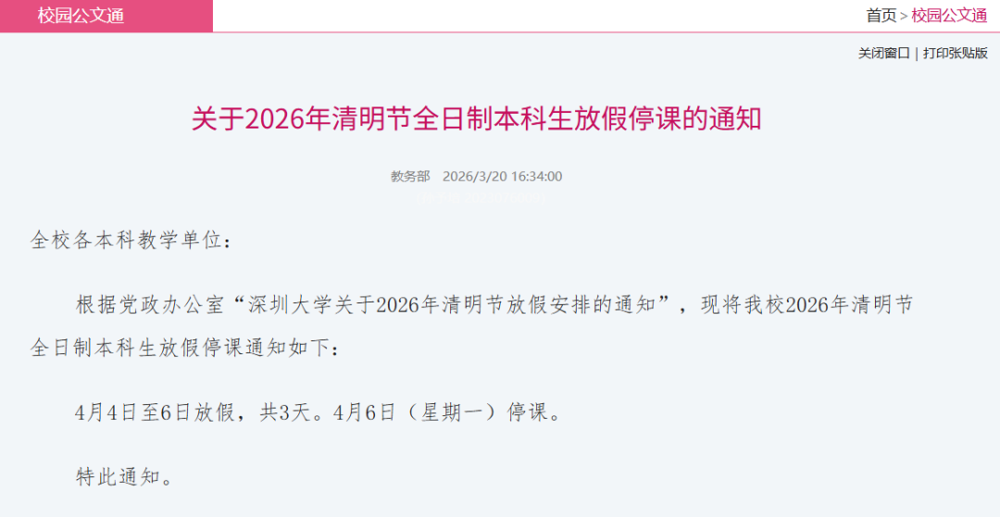 校园公文通
首页 > 校园公文通
关闭窗口 | 打印张贴版
关于2026年清明节全日制本科生放假停课的通知
教务部 2026/3/20 16:34:00
全校各本科教学单位：
根据党政办公室“深圳大学关于2026年清明节放假安排的通知”，现将我校2026年清明节
全日制本科生放假停课通知如下：
4月4日至6日放假，共3天。4月6日（星期一）停课。
特此通知。